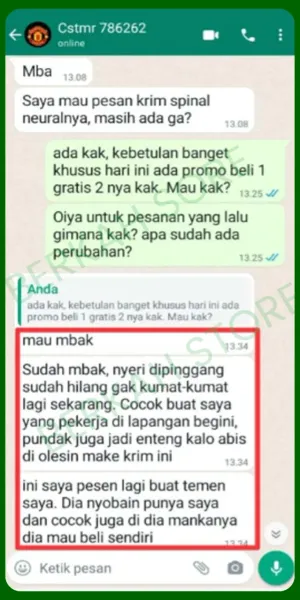 Cstmr 786262
online
Mba
13.08
Saya mau pesan krim spinal
neuralnya, masih ada ga?
13.08
ada kak, kebetulan banget
khusus hari ini ada promo beli 1
gratis 2 nya kak. Mau kak?
13.25
Oiya untuk pesanan yang lalu
gimana kak? apa sudah ada
perubahan?
13.25
Anda
ada kak, kebetulan banget khusus hari ini ada
promo beli 1 gratis 2 nya kak. Mau kak?
mau mbak
13.34
Sudah mbak, nyeri dipinggang
sudah hilang gak kumat-kumat
lagi sekarang. Cocok buat saya
yang pekerja di lapangan begini,
pundak juga jadi enteng kalo abis
di olesin make krim ini
13.34
ini saya pesen lagi buat temen
saya. Dia nyobain punya saya
dan cocok juga di dia mankanya
dia mau beli sendiri
13.34
Ketik pesan
BERKAH STORE
BERKAH STORE